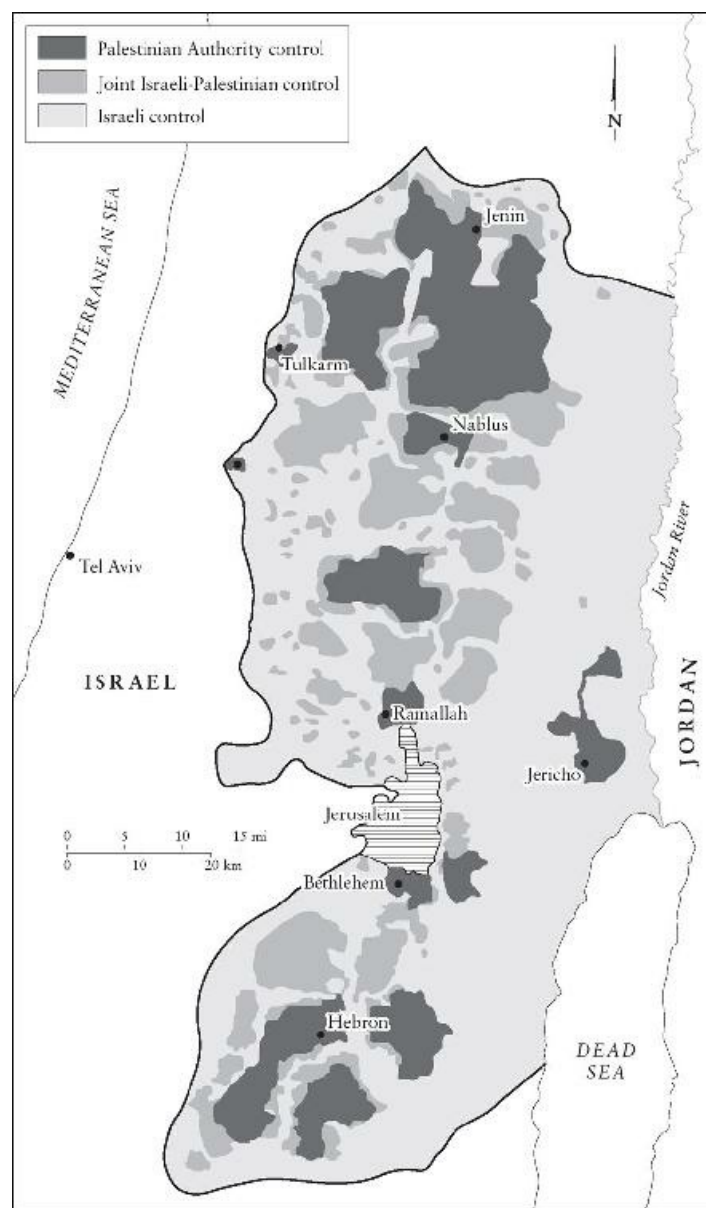 Palestinian Authority control
Joint Israeli-Palestinian control
Israeli control
N
MEDITERRANEAN SEA
Jenin
Tulkarm
Nablus
Tel Aviv
Jordan River
ISRAEL
JORDAN
Ramallah
Jericho
Jerusalem
0 5 10 15 mi
0 10 20 km
Bethlehem
Hebron
DEAD
SEA